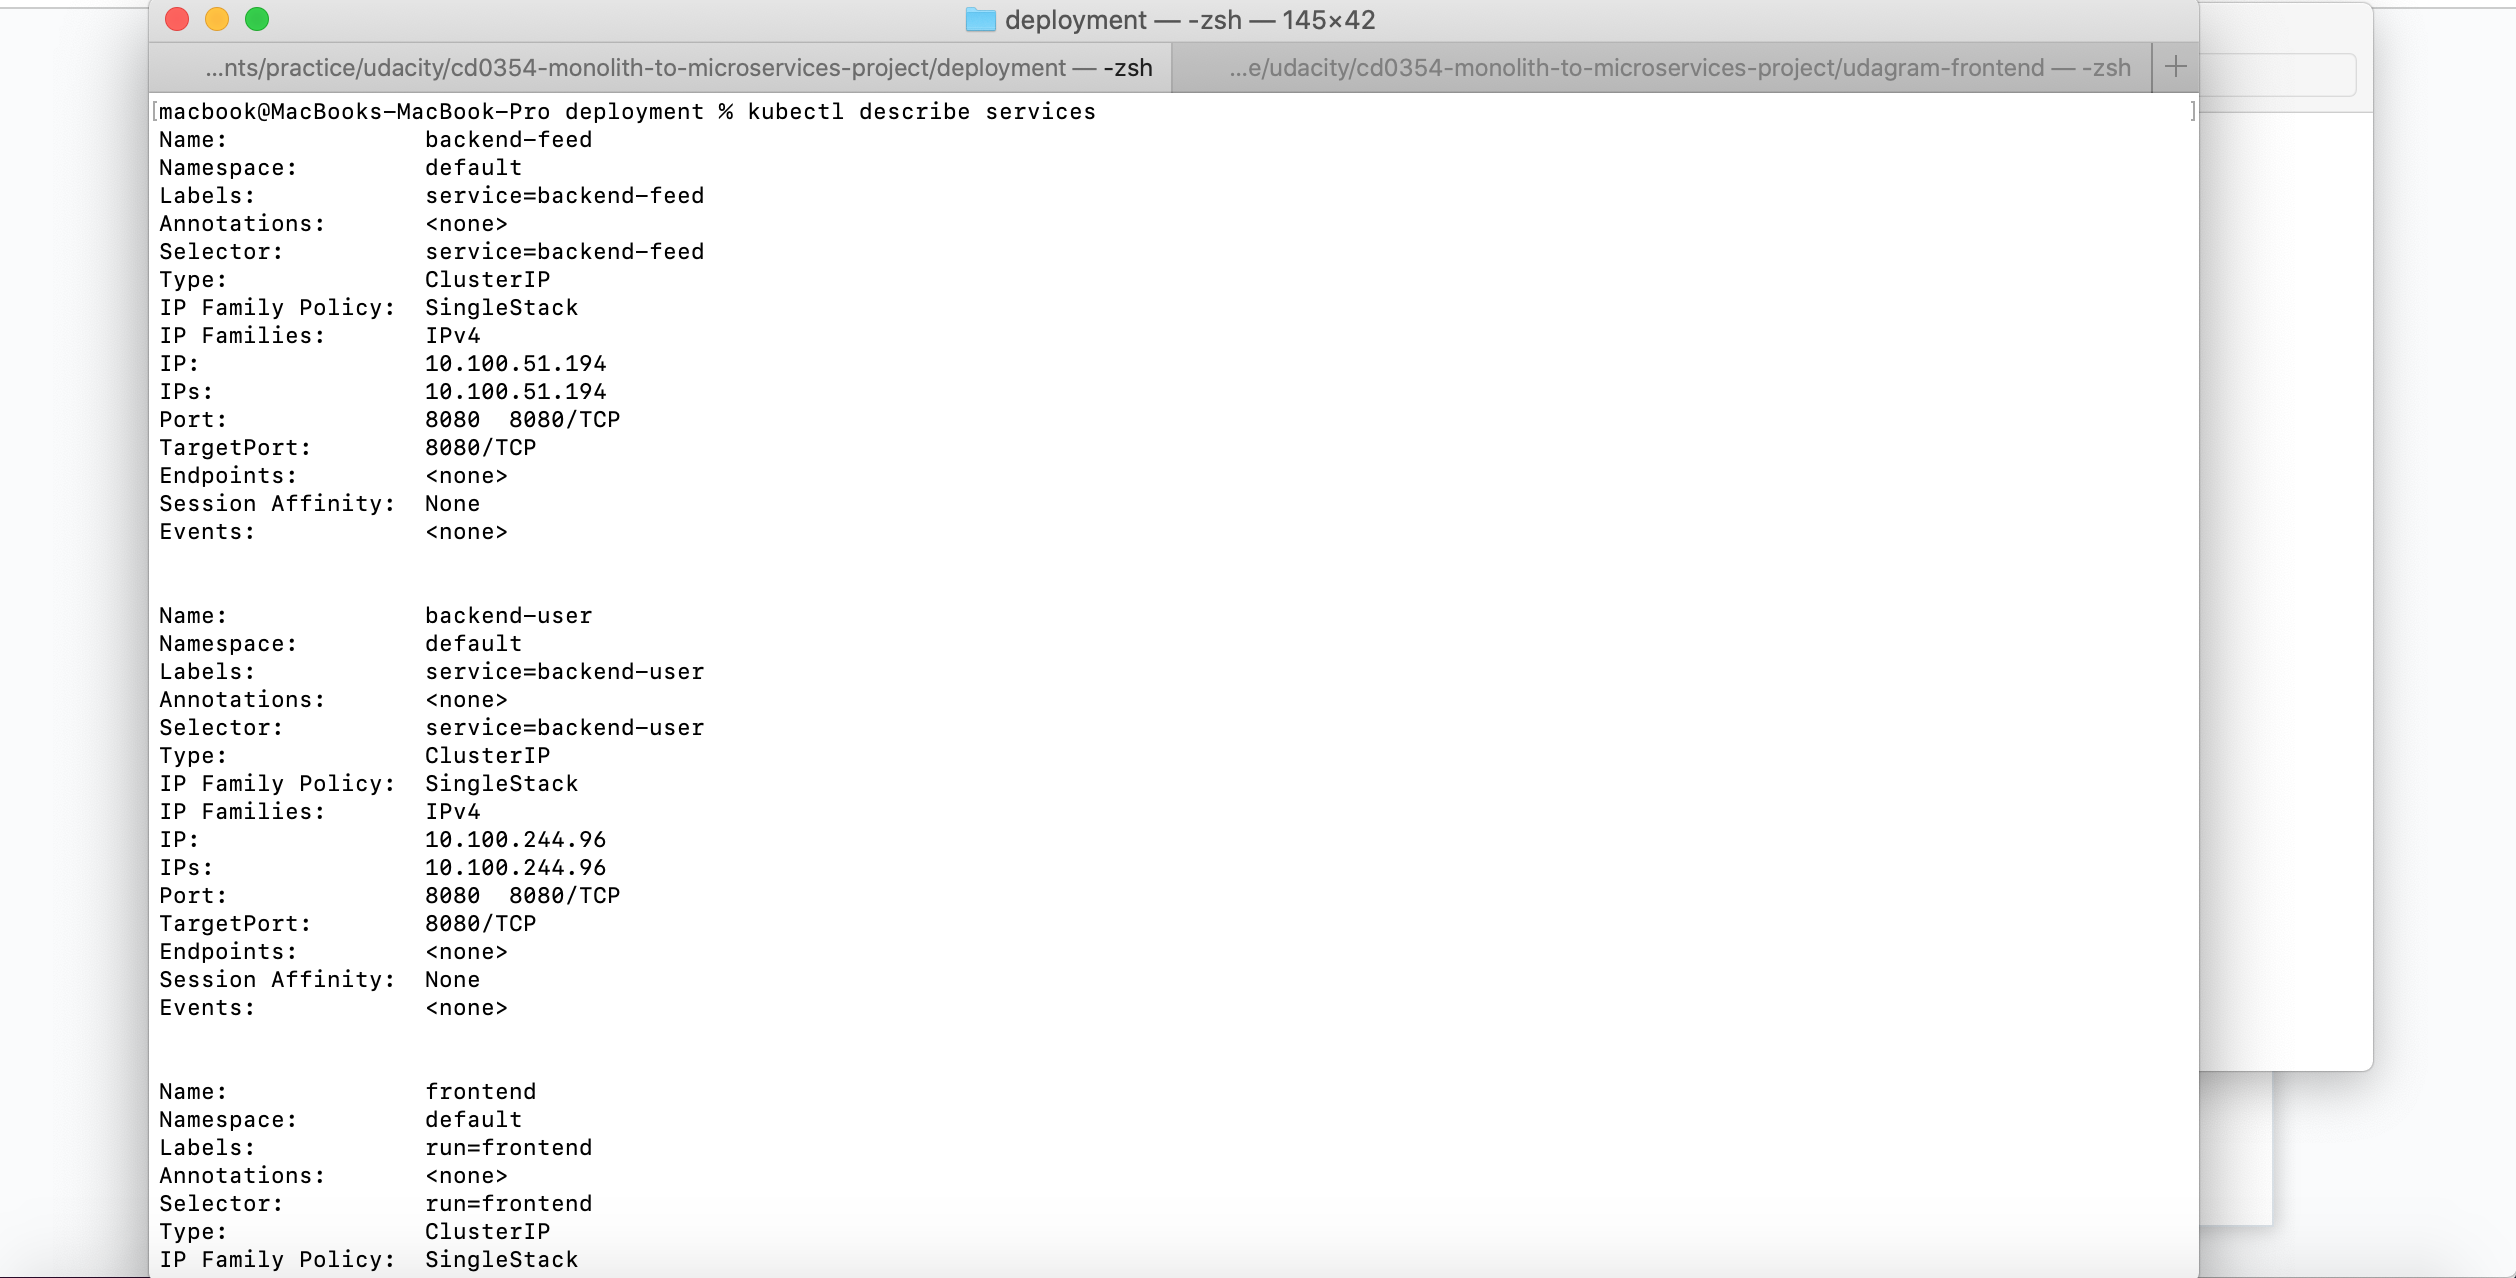 deployment — -zsh — 145×42
...nts/practice/udacity/cd0354-monolith-to-microservices-project/deployment — -zsh
...e/udacity/cd0354-monolith-to-microservices-project/udagram-frontend — -zsh
[macbook@MacBooks-MacBook-Pro deployment % kubectl describe services ]
Name: backend-feed
Namespace: default
Labels: service=backend-feed
Annotations: <none>
Selector: service=backend-feed
Type: ClusterIP
IP Family Policy: SingleStack
IP Families: IPv4
IP: 10.100.51.194
IPs: 10.100.51.194
Port: 8080 8080/TCP
TargetPort: 8080/TCP
Endpoints: <none>
Session Affinity: None
Events: <none>
Name: backend-user
Namespace: default
Labels: service=backend-user
Annotations: <none>
Selector: service=backend-user
Type: ClusterIP
IP Family Policy: SingleStack
IP Families: IPv4
IP: 10.100.244.96
IPs: 10.100.244.96
Port: 8080 8080/TCP
TargetPort: 8080/TCP
Endpoints: <none>
Session Affinity: None
Events: <none>
Name: frontend
Namespace: default
Labels: run=frontend
Annotations: <none>
Selector: run=frontend
Type: ClusterIP
IP Family Policy: SingleStack